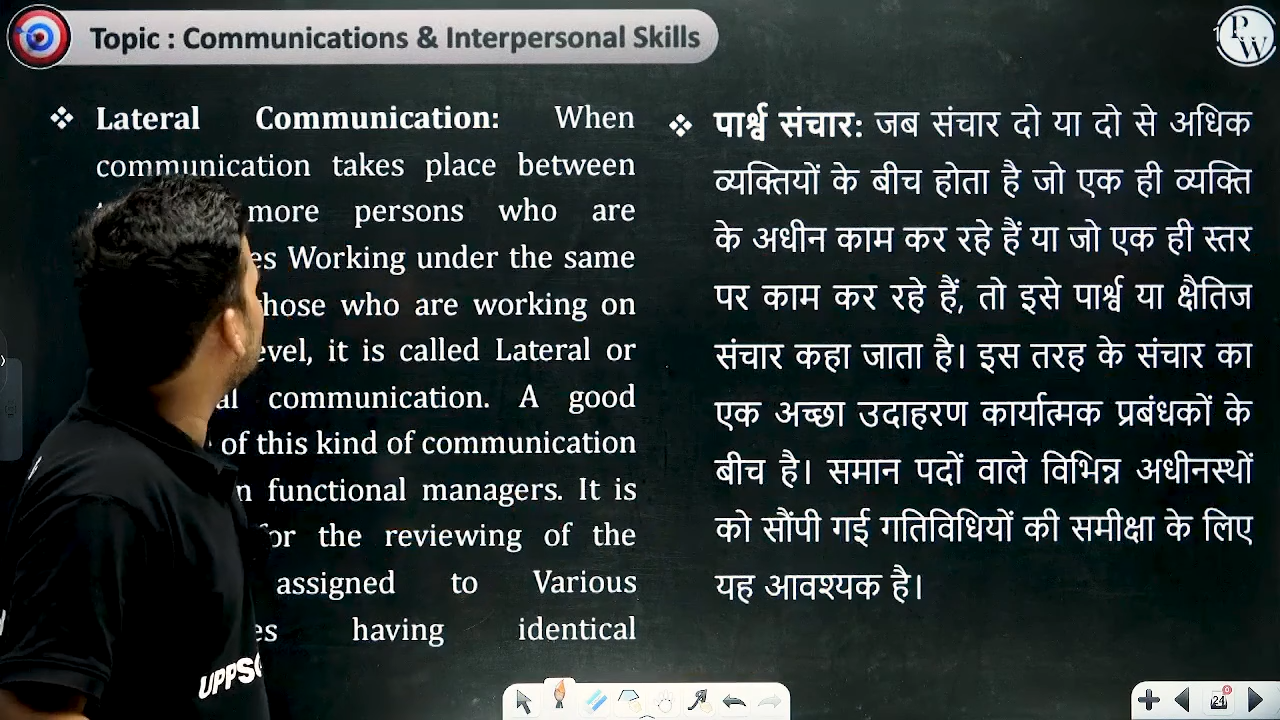 Topic : Communications & Interpersonal Skills
PW
Lateral Communication: When
communication takes place between
more persons who are
Working under the same
who are working on
it is called Lateral or
communication. A good
of this kind of communication
functional managers. It is
for the reviewing of the
assigned to Various
having identical
पार्श्व संचार: जब संचार दो या दो से अधिक
व्यक्तियों के बीच होता है जो एक ही व्यक्ति
के अधीन काम कर रहे हैं या जो एक ही स्तर
पर काम कर रहे हैं, तो इसे पार्श्व या क्षैतिज
संचार कहा जाता है। इस तरह के संचार का
एक अच्छा उदाहरण कार्यात्मक प्रबंधकों के
बीच है। समान पदों वाले विभिन्न अधीनस्थों
को सौंपी गई गतिविधियों की समीक्षा के लिए
यह आवश्यक है।
24